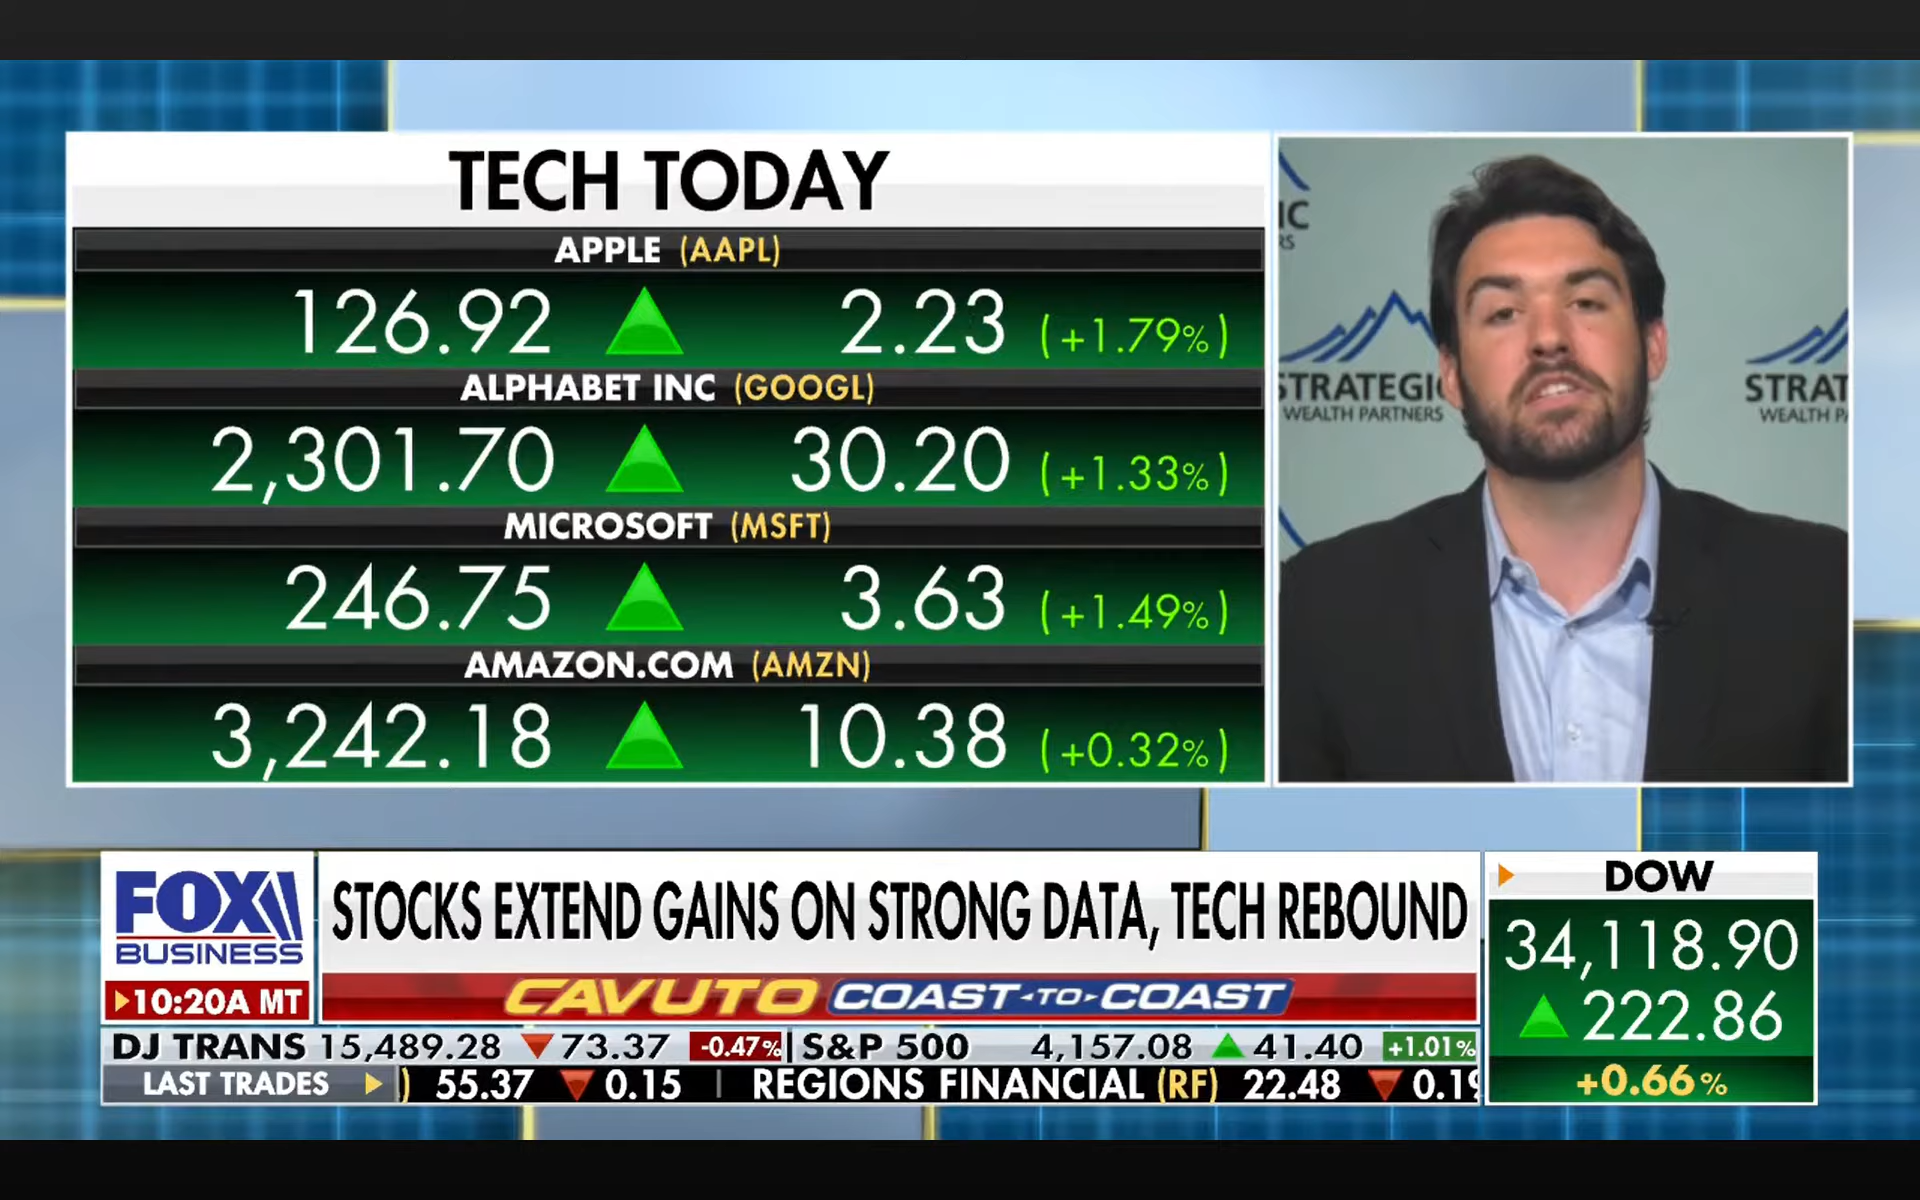 TECH TODAY
APPLE (AAPL)
126.92 ▲ 2.23 (+1.79%)
ALPHABET INC (GOOGL)
2,301.70 ▲ 30.20 (+1.33%)
MICROSOFT (MSFT)
246.75 ▲ 3.63 (+1.49%)
AMAZON.COM (AMZN)
3,242.18 ▲ 10.38 (+0.32%)
STRATEGIC
WEALTH PARTNERS
STRAT
WEALTH PA
FOX
BUSINESS
10:20A MT
STOCKS EXTEND GAINS ON STRONG DATA, TECH REBOUND
CAVUTO COAST-TO-COAST
DOW
34,118.90
▲ 222.86
+0.66%
DJ TRANS 15,489.28 ▼ 73.37 -0.47% | S&P 500 4,157.08 ▲ 41.40 +1.01%
LAST TRADES ) 55.37 ▼ 0.15 | REGIONS FINANCIAL (RF) 22.48 ▼ 0.19